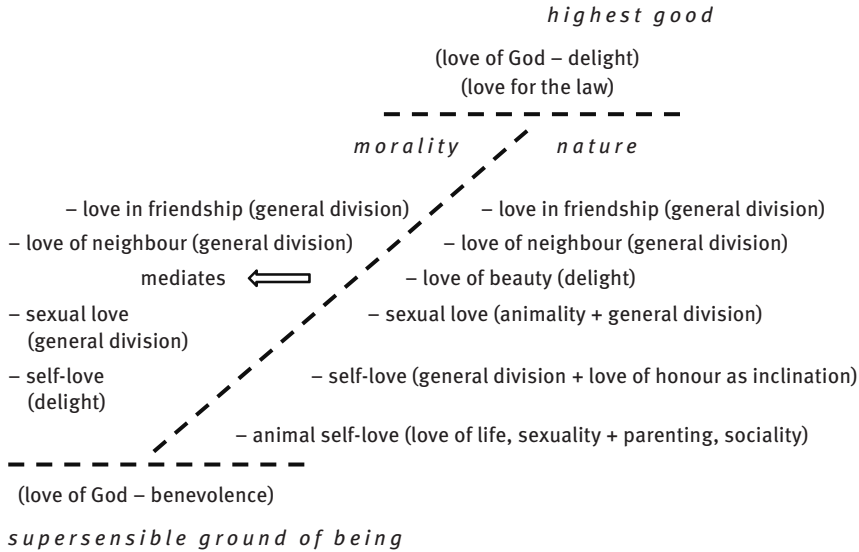 highest good
(love of God – delight)
(love for the law)
morality nature
– love in friendship (general division) – love in friendship (general division)
– love of neighbour (general division) – love of neighbour (general division)
mediates – love of beauty (delight)
– sexual love – sexual love (animality + general division)
(general division)
– self-love – self-love (general division + love of honour as inclination)
(delight)
– animal self-love (love of life, sexuality + parenting, sociality)
(love of God – benevolence)
supersensible ground of being